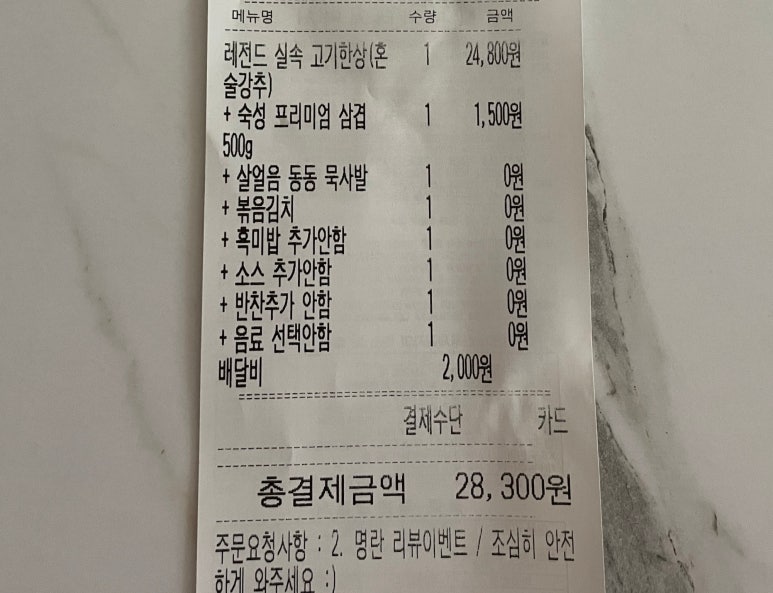 메뉴명 수량 금액
레전드 실속 고기한상(혼 1 24,800원
술강추)
+ 숙성 프리미엄 삼겹 1 1,500원
500g
+ 살얼음 동동 묵사발 1 0원
+ 볶음김치 1 0원
+ 흑미밥 추가안함 1 0원
+ 소스 추가안함 1 0원
+ 반찬추가 안함 1 0원
+ 음료 선택안함 1 0원
배달비 2,000원
결제수단 카드
총결제금액 28,300원
주문요청사항 : 2. 명란 리뷰이벤트 / 조심히 안전
하게 와주세요 :)